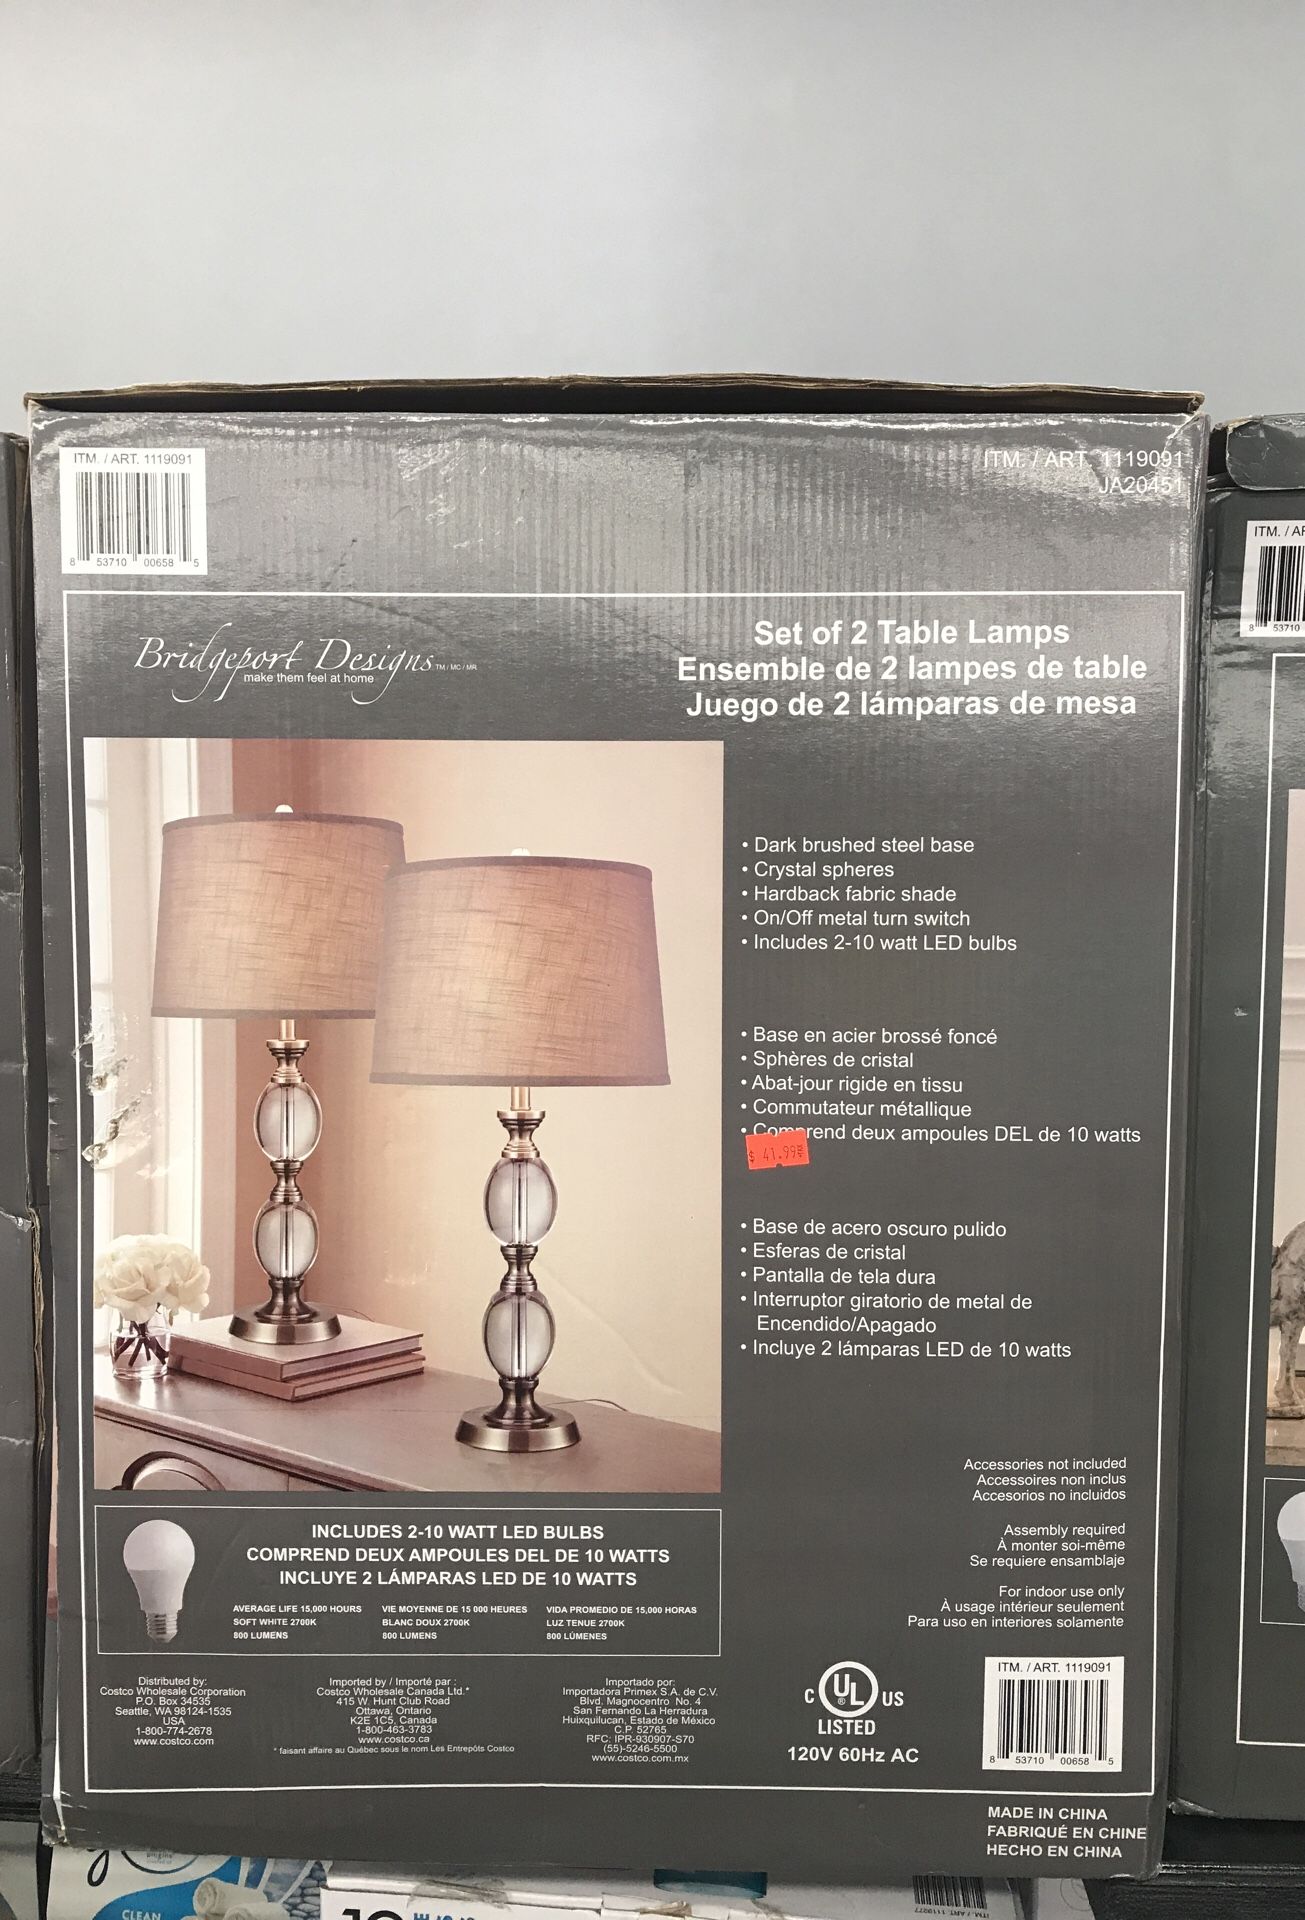 ITM. / ART. 1119091
8 53710 00658 5
ITM. / ART. 1119091
JA20451
Bridgeport Designs TM / MC / MR
make them feel at home
Set of 2 Table Lamps
Ensemble de 2 lampes de table
Juego de 2 lámparas de mesa
• Dark brushed steel base
• Crystal spheres
• Hardback fabric shade
• On/Off metal turn switch
• Includes 2-10 watt LED bulbs
• Base en acier brossé foncé
• Sphères de cristal
• Abat-jour rigide en tissu
• Commutateur métallique
• Comprend deux ampoules DEL de 10 watts
$ 41.99
• Base de acero oscuro pulido
• Esferas de cristal
• Pantalla de tela dura
• Interruptor giratorio de metal de
Encendido/Apagado
• Incluye 2 lámparas LED de 10 watts
Accessories not included
Accessoires non inclus
Accesorios no incluidos
Assembly required
À monter soi-même
Se requiere ensamblaje
For indoor use only
À usage intérieur seulement
Para uso en interiores solamente
INCLUDES 2-10 WATT LED BULBS
COMPREND DEUX AMPOULES DEL DE 10 WATTS
INCLUYE 2 LÁMPARAS LED DE 10 WATTS
AVERAGE LIFE 15,000 HOURS
SOFT WHITE 2700K
800 LUMENS
VIE MOYENNE DE 15 000 HEURES
BLANC DOUX 2700K
800 LUMENS
VIDA PROMEDIO DE 15,000 HORAS
LUZ TENUE 2700K
800 LÚMENES
Distributed by:
Costco Wholesale Corporation
P.O. Box 34535
Seattle, WA 98124-1535
USA
1-800-774-2678
www.costco.com
Imported by / Importé par :
Costco Wholesale Canada Ltd.*
415 W. Hunt Club Road
Ottawa, Ontario
K2E 1C5, Canada
1-800-463-3783
www.costco.ca
* faisant affaire au Québec sous le nom Les Entrepôts Costco
Importado por:
Importadora Primex S.A. de C.V.
Blvd. Magnocentro No. 4
San Fernando La Herradura
Huixquilucan, Estado de México
C.P. 52765
RFC: IPR-930907-S70
(55)-5246-5500
www.costco.com.mx
C UL ® US
LISTED
120V 60Hz AC
ITM. / ART. 1119091
8 53710 00658 5
MADE IN CHINA
FABRIQUÉ EN CHINE
HECHO EN CHINA
ITM. / AR
8 53710
CLEAN
ITM. / ART. 1119277